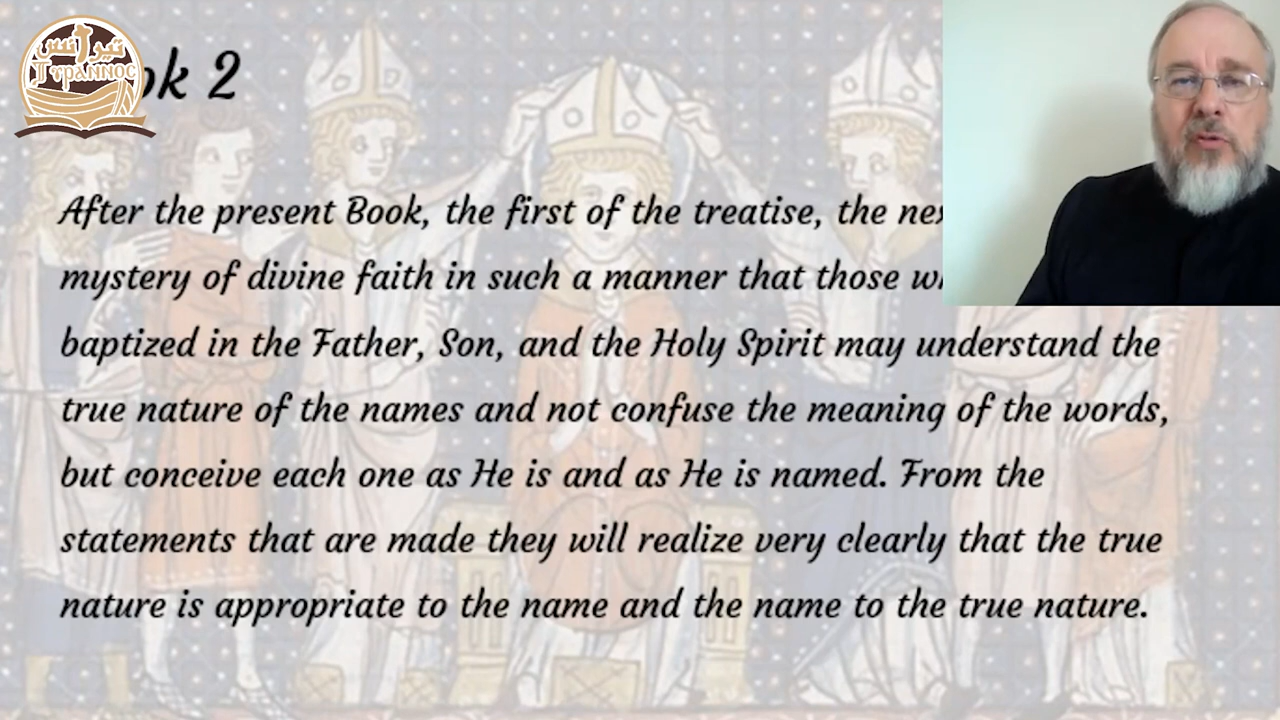 تيرانس
Τυραννος
ok 2
After the present Book, the first of the treatise, the
mystery of divine faith in such a manner that those
baptized in the Father, Son, and the Holy Spirit may understand the
true nature of the names and not confuse the meaning of the words,
but conceive each one as He is and as He is named. From the
statements that are made they will realize very clearly that the true
nature is appropriate to the name and the name to the true nature.